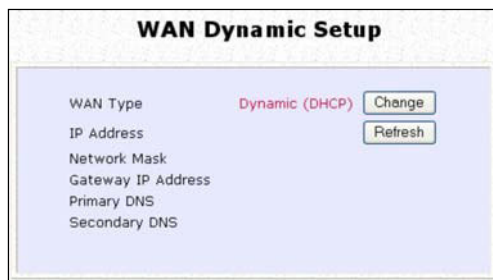 WAN Dynamic Setup
WAN Type Dynamic (DHCP) Change
IP Address Refresh
Network Mask
Gateway IP Address
Primary DNS
Secondary DNS